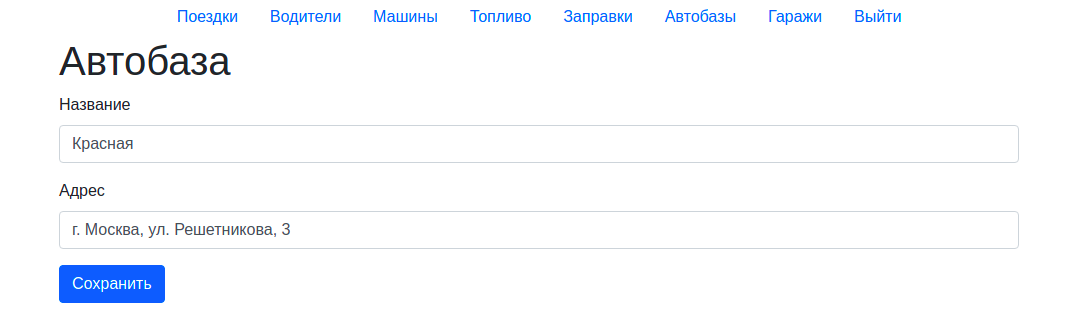 Поездки Водители Машины Топливо Заправки Автобазы Гаражи Выйти
Автобаза
Название
Красная
Адрес
г. Москва, ул. Решетникова, 3
Сохранить